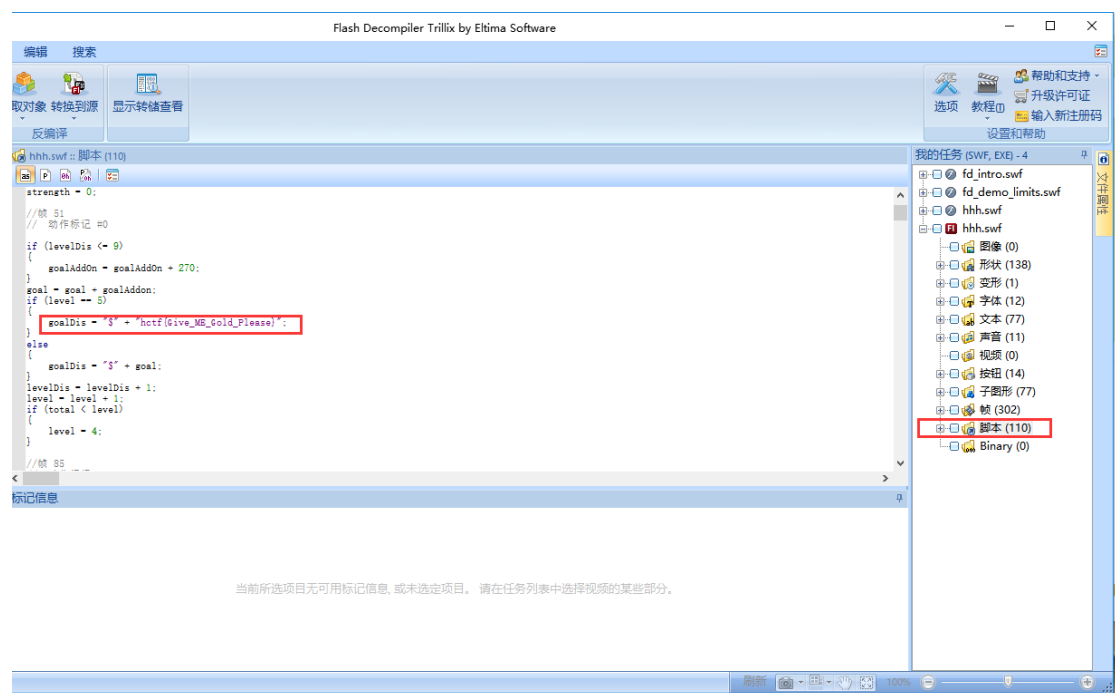 Flash Decompiler Trillix by Eltima Software
编辑 搜索
取对象 转换到源 显示转储查看
反编译
选项 教程(I) 帮助和支持
升级许可证
输入新注册码
设置和帮助
hhh.swf :: 脚本 (110)
strength = 0;
//帧 51
// 动作标记 #0
if (levelDis <= 9)
{
goalAddOn = goalAddOn + 270;
}
goal = goal + goalAddon;
if (level == 5)
{
goalDis = "$" + "hctf{Give_ME_Gold_Please}";
}
else
{
goalDis = "$" + goal;
}
levelDis = levelDis + 1;
level = level + 1;
if (total < level)
{
level = 4;
}
//帧 85
标记信息
当前所选项目无可用标记信息, 或未选定项目。 请在任务列表中选择视频的某些部分。
我的任务 (SWF, EXE) - 4
fd_intro.swf
fd_demo_limits.swf
hhh.swf
hhh.swf
图像 (0)
形状 (138)
变形 (1)
字体 (12)
文本 (77)
声音 (11)
视频 (0)
按钮 (14)
子图形 (77)
帧 (302)
脚本 (110)
Binary (0)
文件属性
刷新 100%